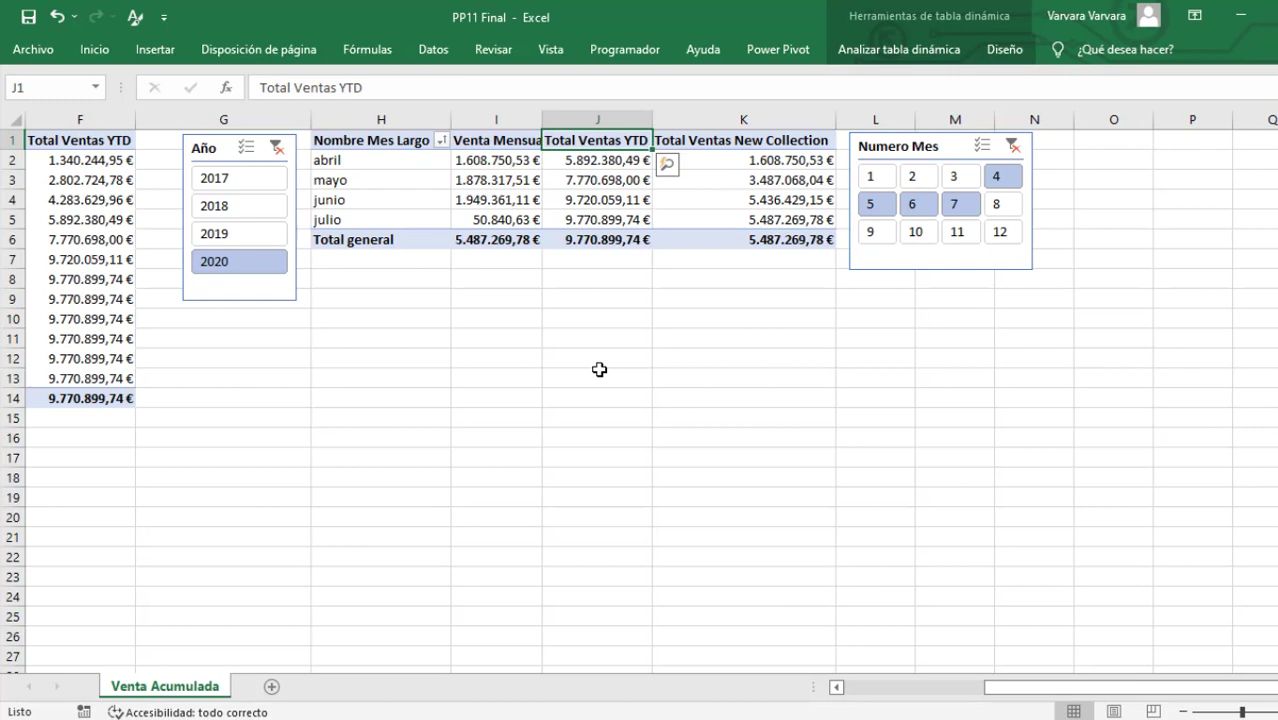 PP11 Final - Excel
Herramientas de tabla dinámica
Varvara Varvara
Archivo Inicio Insertar Disposición de página Fórmulas Datos Revisar Vista Programador Ayuda Power Pivot Analizar tabla dinámica Diseño ¿Qué desea hacer?
J1 fx Total Ventas YTD
F G H I J K L M N O P Q
1 Total Ventas YTD Nombre Mes Largo Venta Mensua Total Ventas YTD Total Ventas New Collection
2 1.340.244,95 € abril 1.608.750,53 € 5.892.380,49 € 1.608.750,53 €
3 2.802.724,78 € mayo 1.878.317,51 € 7.770.698,00 € 3.487.068,04 €
4 4.283.629,96 € junio 1.949.361,11 € 9.720.059,11 € 5.436.429,15 €
5 5.892.380,49 € julio 50.840,63 € 9.770.899,74 € 5.487.269,78 €
6 7.770.698,00 € Total general 5.487.269,78 € 9.770.899,74 € 5.487.269,78 €
7 9.720.059,11 €
8 9.770.899,74 €
9 9.770.899,74 €
10 9.770.899,74 €
11 9.770.899,74 €
12 9.770.899,74 €
13 9.770.899,74 €
14 9.770.899,74 €
15
16
17
18
19
20
21
22
23
24
25
26
27
Año
2017
2018
2019
2020
Numero Mes
1 2 3 4
5 6 7 8
9 10 11 12
Venta Acumulada
Listo Accesibilidad: todo correcto